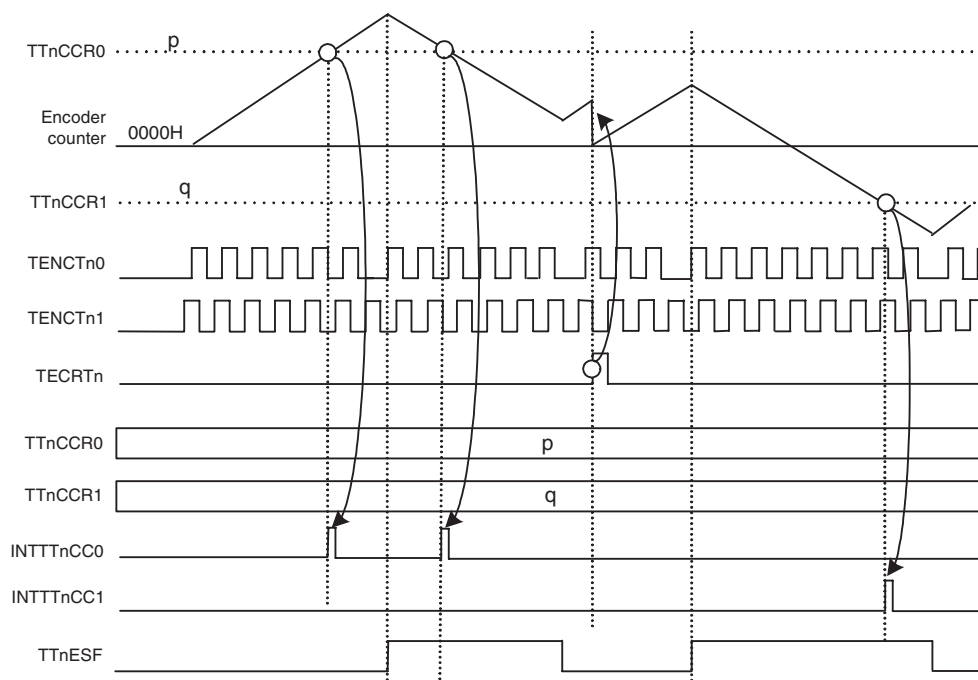 TTnCCR0
p
Encoder
counter
0000H
q
TTnCCR1
TENCTn0
TENCTn1
TECRTn
TTnCCR0
p
TTnCCR1
q
INTTTnCC0
INTTTnCC1
TTnESF